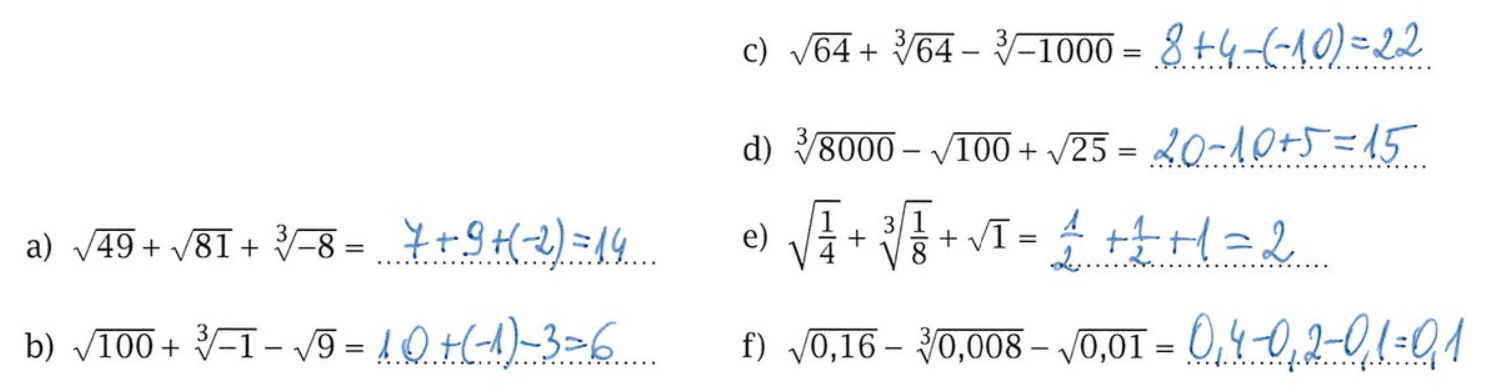 a) √49 + √81 + ∛-8 = 7+9+(-2)=14
b) √100 + ∛-1 - √9 = 10+(-1)-3=6
c) √64 + ∛64 - ∛-1000 = 8+4-(-10)=22
d) ∛8000 - √100 + √25 = 20-10+5=15
e) √(1/4) + ∛(1/8) + √1 = 1/2 + 1/2 + 1 = 2
f) √0,16 - ∛0,008 - √0,01 = 0,4-0,2-0,1=0,1